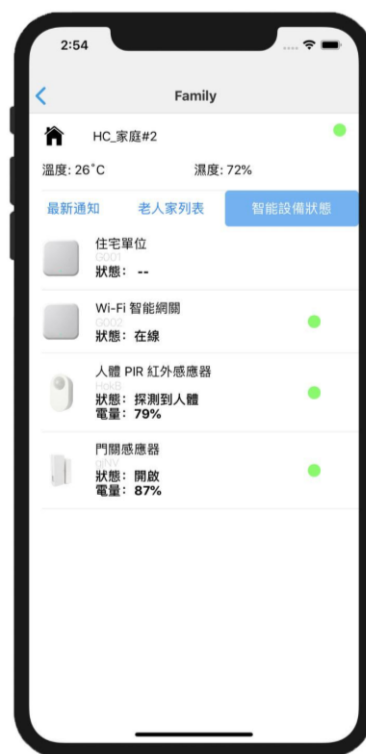 2:54
Family
HC_家庭#2
溫度: 26°C 濕度: 72%
最新通知 老人家列表 智能設備狀態
住宅單位
G001
狀態： --
Wi-Fi 智能網關
G002
狀態： 在線
人體 PIR 紅外感應器
HokB
狀態： 探測到人體
電量： 79%
門關感應器
狀態： 開啟
電量： 87%